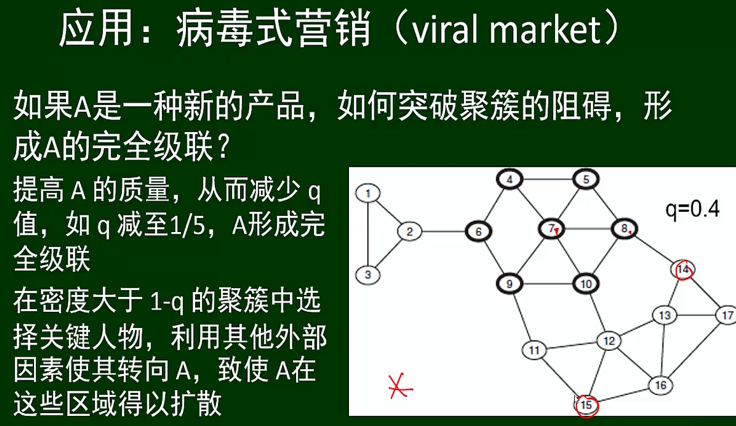 应用：病毒式营销（viral market）
如果A是一种新的产品，如何突破聚簇的阻碍，形
成A的完全级联？
提高 A 的质量，从而减少 q
值，如 q 减至1/5，A形成完
全级联
在密度大于 1-q 的聚簇中选
择关键人物，利用其他外部
因素使其转向 A，致使 A在
这些区域得以扩散
q=0.4
1
2
3
4
5
6
7
8
9
10
11
12
13
14
15
16
17